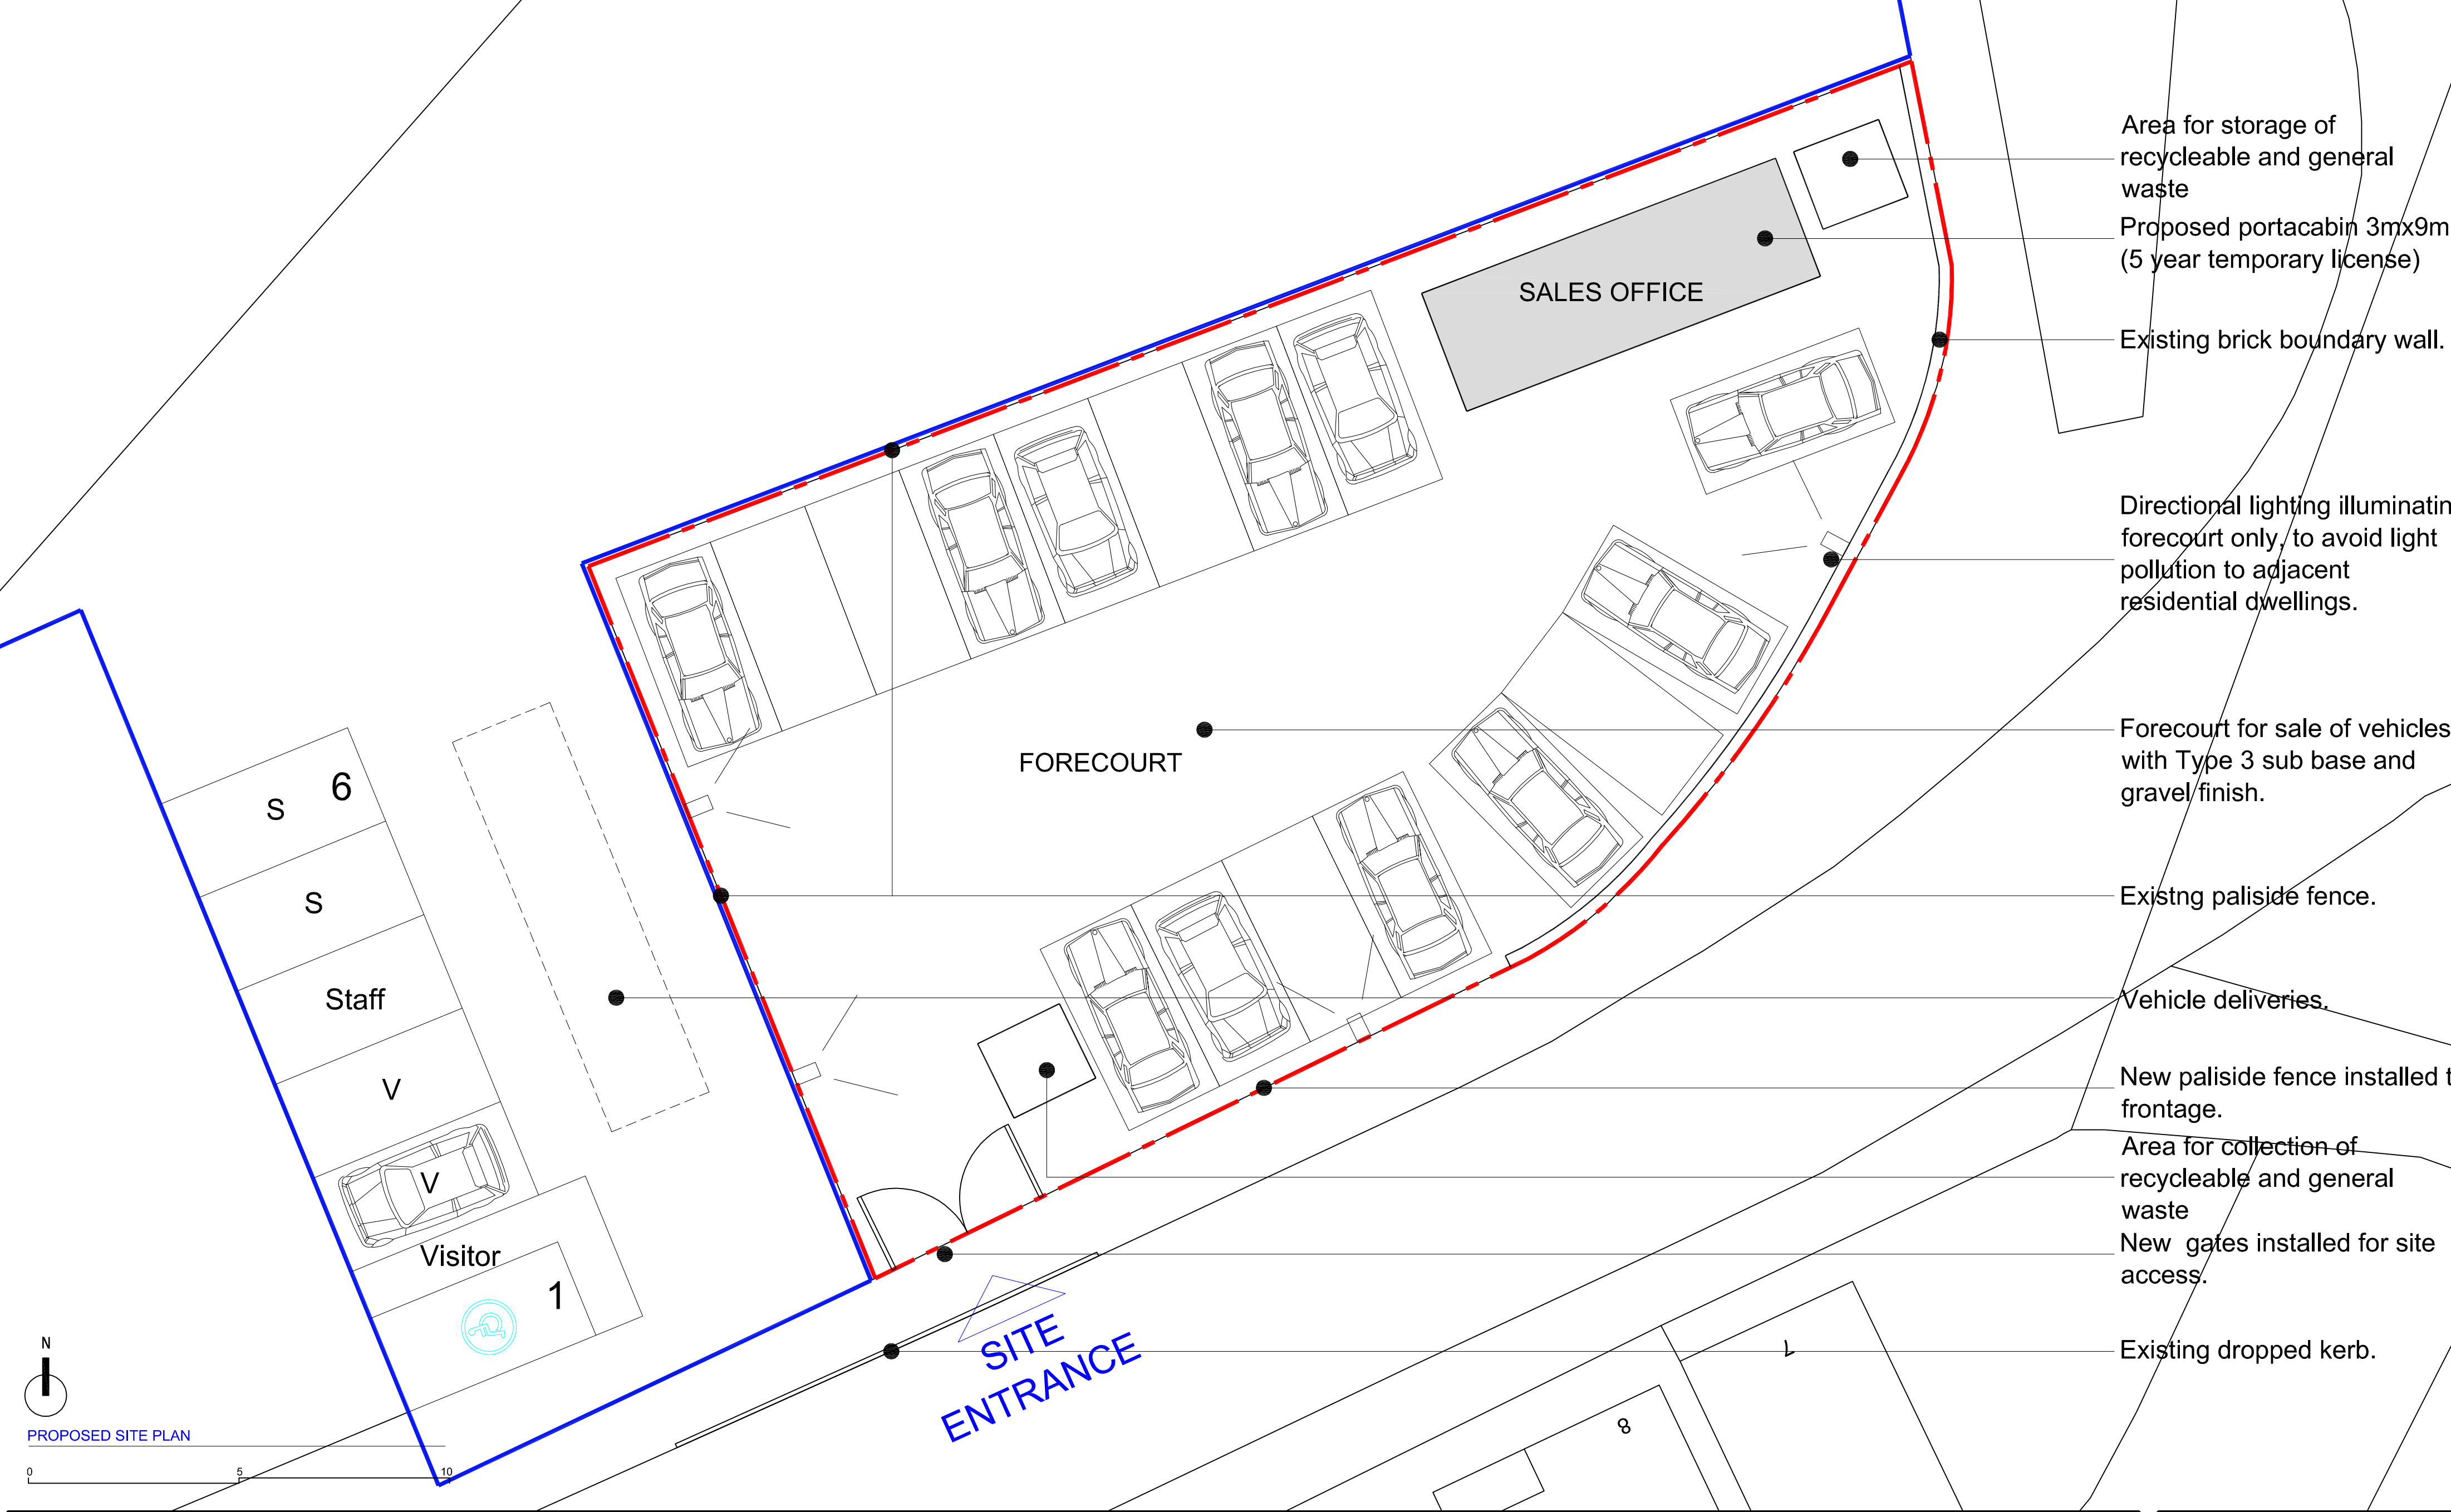 Area for storage of
recycleable and general
waste
Proposed portacabin 3mx9m
(5 year temporary license)
SALES OFFICE
Existing brick boundary wall.
Directional lighting illuminatin
forecourt only, to avoid light
pollution to adjacent
residential dwellings.
FORECOURT
Forecourt for sale of vehicles
with Type 3 sub base and
gravel finish.
S 6
S
Existng paliside fence.
Staff
Vehicle deliveries.
V
New paliside fence installed t
frontage.
Area for collection of
recycleable and general
waste
V
Visitor
New gates installed for site
access.
1
SITE
ENTRANCE
Existing dropped kerb.
7
8
N
PROPOSED SITE PLAN
0 5 10